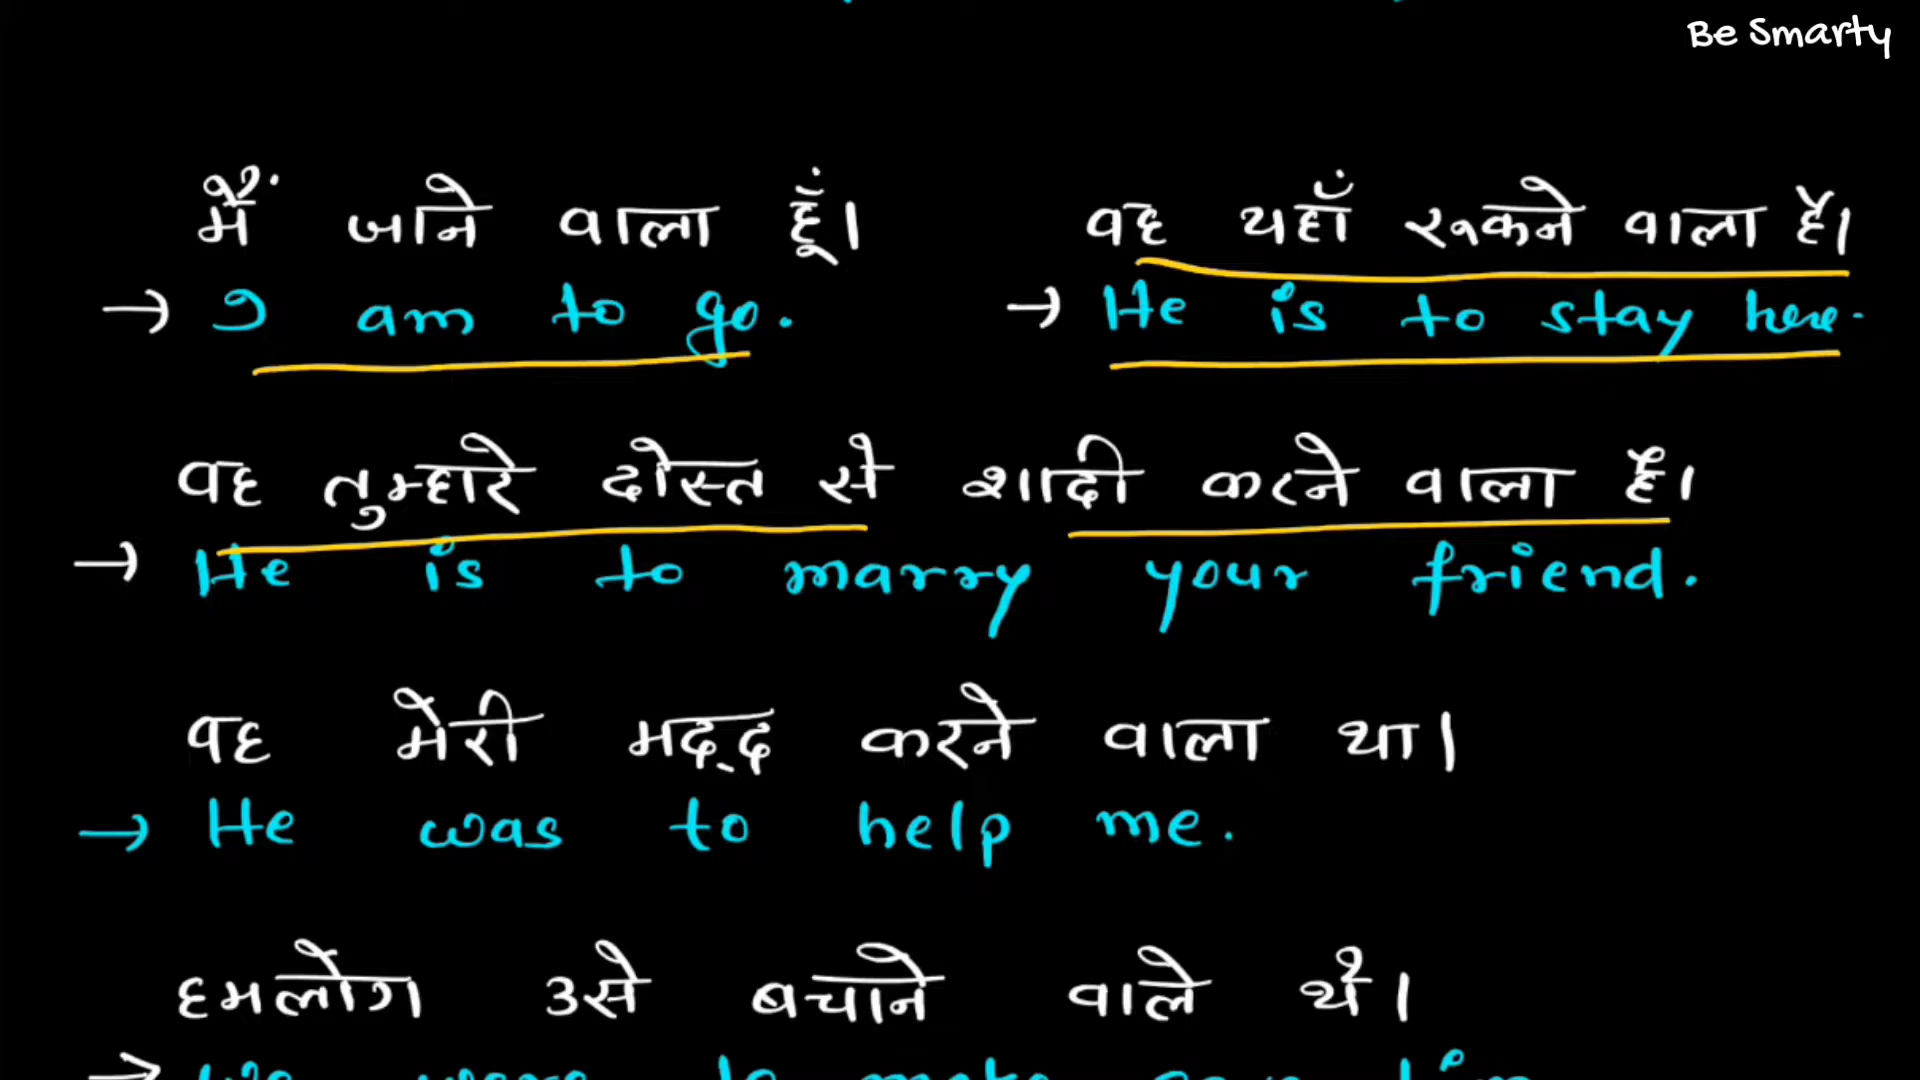 Be Smarty
मैं जाने वाला हूँ।
→ I am to go.
वह यहाँ रुकने वाला है।
→ He is to stay here.
वह तुम्हारे दोस्त से शादी करने वाला है।
→ He is to marry your friend.
वह मेरी मदद करने वाला था।
→ He was to help me.
हमलोग उसे बचाने वाले थे।